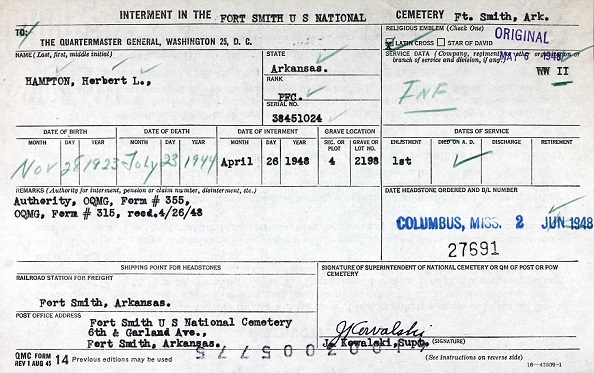 INTERMENT IN THE FORT SMITH U S NATIONAL CEMETERY Ft. Smith, Ark.
TO:
THE QUARTERMASTER GENERAL, WASHINGTON 25, D. C.
RELIGIOUS EMBLEM (Check One)
LATIN CROSS STAR OF DAVID
ORIGINAL
NAME (Last, first, middle initial)
HAMPTON, Herbert L.,
STATE
Arkansas.
RANK
PFC.
SERIAL NO.
38451024
SERVICE DATA (Company, regiment, or other organization or branch of service and division, if any)
MAY 6 1948
WW II
INF
DATE OF BIRTH DATE OF DEATH DATE OF INTERMENT GRAVE LOCATION DATES OF SERVICE
MONTH DAY YEAR MONTH DAY YEAR MONTH DAY YEAR SEC. OR PLOT GRAVE OR LOT NO. ENLISTMENT DIED ON A. D. DISCHARGE RETIREMENT
Nov 28 1923 July 23 1944 April 26 1948 4 2198 1st
REMARKS (Authority for interment, pension or claim number, disinterment, etc.)
Authority, OQMG, Form # 355,
OQMG, Form # 315, recd.4/26/48
DATE HEADSTONE ORDERED AND B/L NUMBER
COLUMBUS, MISS. 2 JUN 1948
27691
SHIPPING POINT FOR HEADSTONES
RAILROAD STATION FOR FREIGHT
Fort Smith, Arkansas.
POST OFFICE ADDRESS
Fort Smith U S National Cemetery
6th & Garland Ave.,
Fort Smith, Arkansas.
SIGNATURE OF SUPERINTENDENT OF NATIONAL CEMETERY OR QM OF POST OR POW CEMETERY
J Kowalski
J. Kowalski, Supt. (SIGNATURE)
QMC FORM
REV 1 AUG 45 14 Previous editions may be used
(See instructions on reverse side)